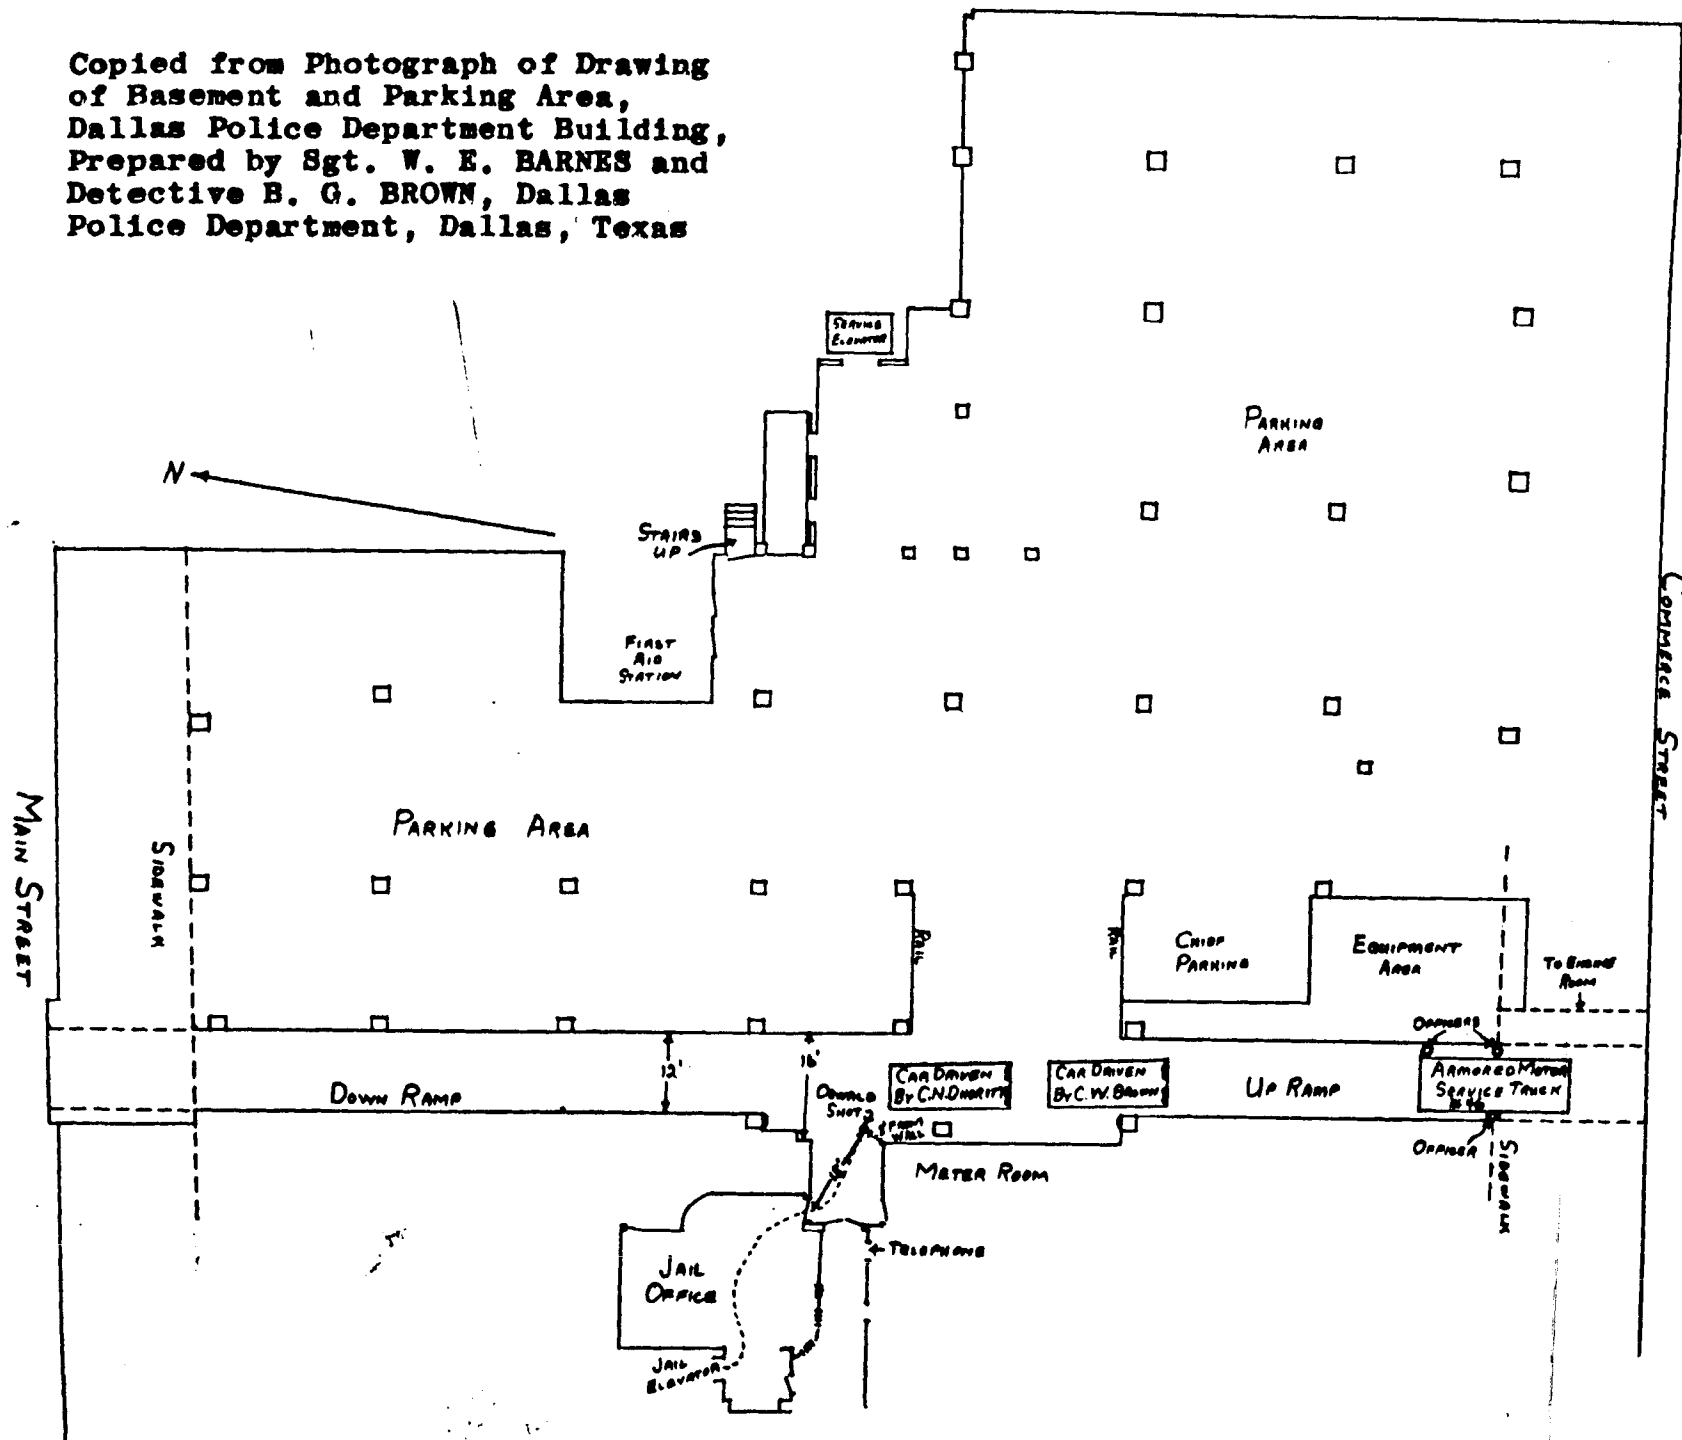 Copied from Photograph of Drawing
of Basement and Parking Area,
Dallas Police Department Building,
Prepared by Sgt. W. E. BARNES and
Detective B. G. BROWN, Dallas
Police Department, Dallas, Texas
SERVICE
ELEVATOR
PARKING
AREA
N
STAIRS
UP
FIRST
AID
STATION
COMMERCE STREET
MAIN STREET
SIDEWALK
PARKING AREA
RAIL
RAIL
CHIEF
PARKING
EQUIPMENT
AREA
TO ENGINE
ROOM
OFFICERS
12'
16'
DOWN RAMP
OSWALD
SHOT
FROM
WALL
CAR DRIVEN
BY C.N. DHORITY
CAR DRIVEN
BY C.W. BROWN
UP RAMP
ARMORED MOTOR
SERVICE TRUCK
OFFICER
SIDEWALK
METER ROOM
TELEPHONE
JAIL
OFFICE
JAIL
ELEVATOR